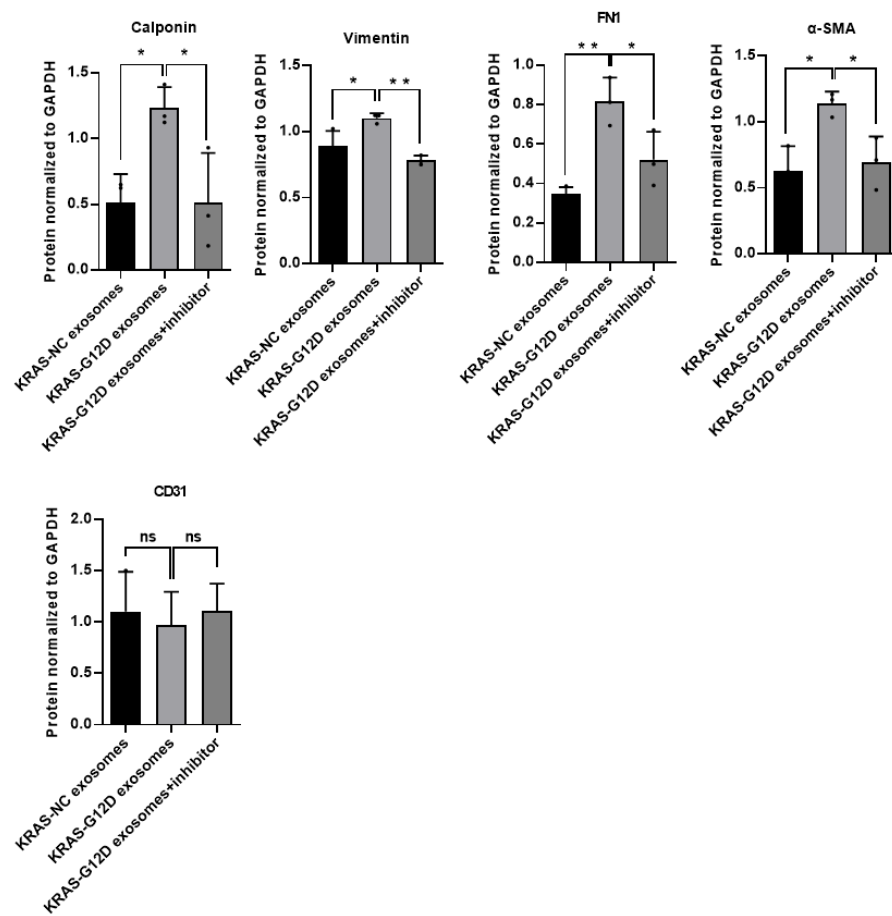 Calponin
* *
Protein normalized to GAPDH
1.5
1.0
0.5
0.0
KRAS-NC exosomes
KRAS-G12D exosomes
KRAS-G12D exosomes+inhibitor
Vimentin
* **
Protein normalized to GAPDH
1.5
1.0
0.5
0.0
KRAS-NC exosomes
KRAS-G12D exosomes
KRAS-G12D exosomes+inhibitor
FN1
** *
Protein normalized to GAPDH
1.0
0.8
0.6
0.4
0.2
0.0
KRAS-NC exosomes
KRAS-G12D exosomes
KRAS-G12D exosomes+inhibitor
α-SMA
* *
Protein normalized to GAPDH
1.5
1.0
0.5
0.0
KRAS-NC exosomes
KRAS-G12D exosomes
KRAS-G12D exosomes+inhibitor
CD31
ns ns
Protein normalized to GAPDH
2.0
1.5
1.0
0.5
0.0
KRAS-NC exosomes
KRAS-G12D exosomes
KRAS-G12D exosomes+inhibitor